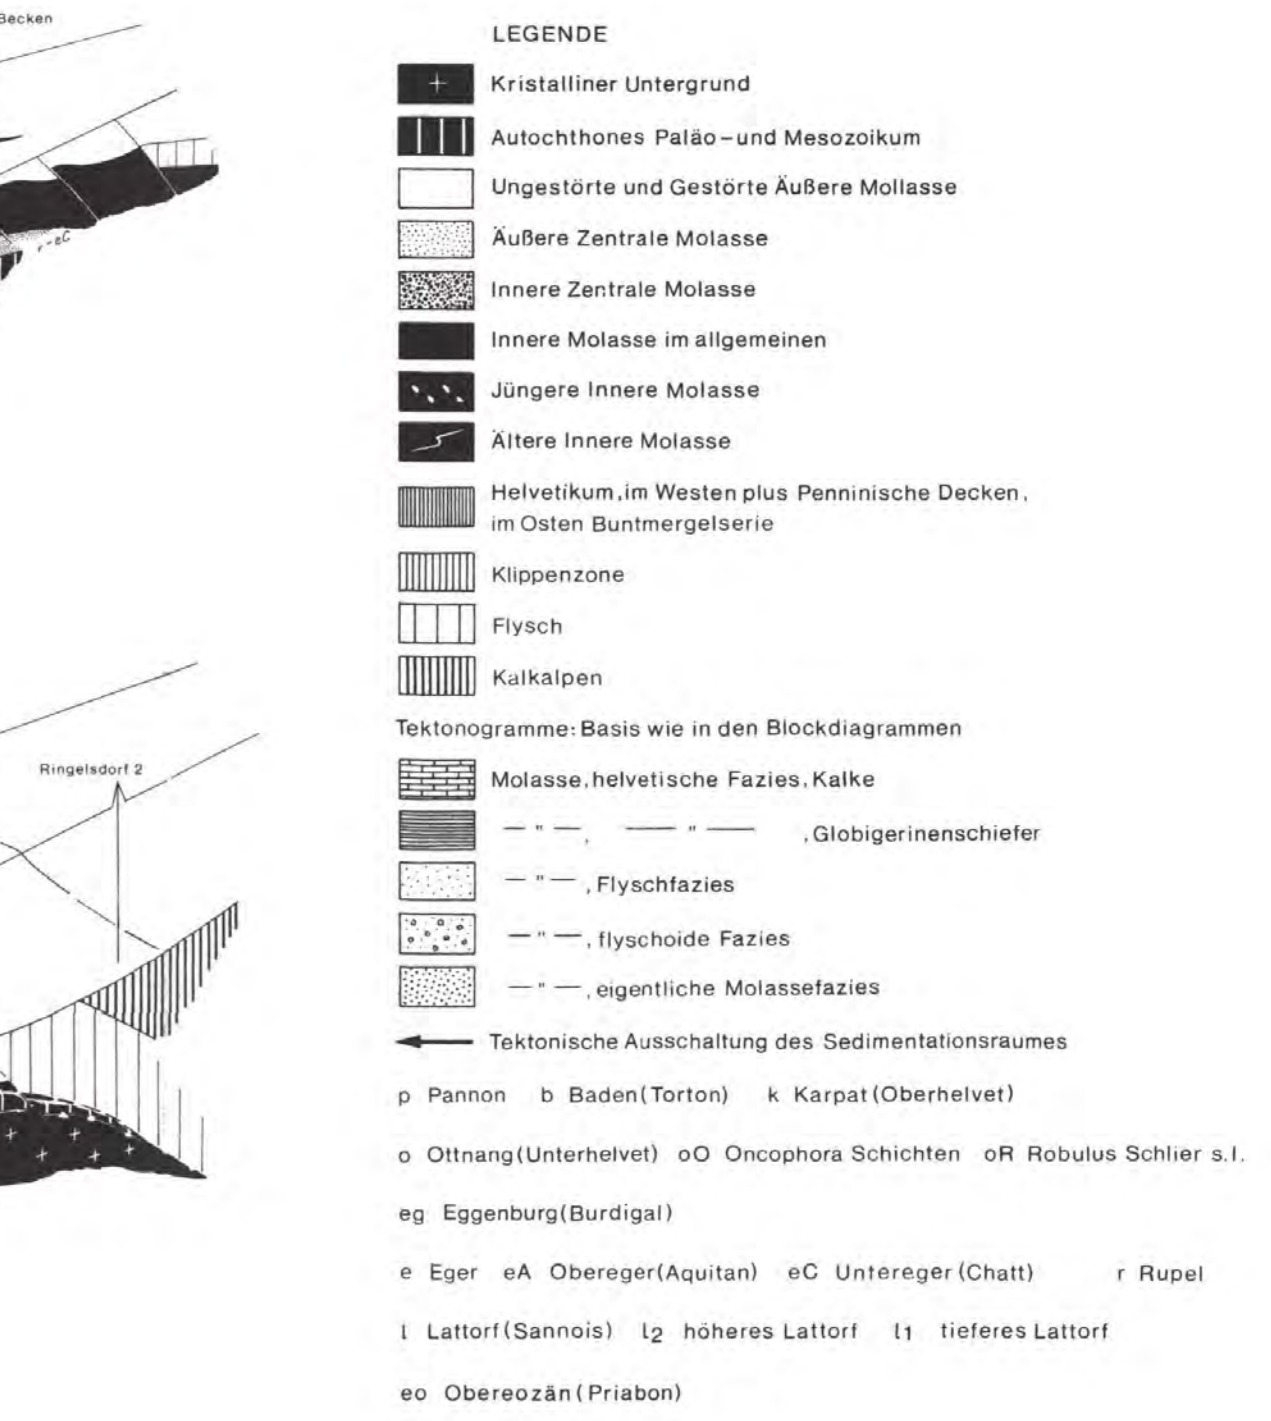 Becken
r-eC
Ringelsdorf 2
LEGENDE
Kristalliner Untergrund
Autochthones Paläo-und Mesozoikum
Ungestörte und Gestörte Äußere Mollasse
Äußere Zentrale Molasse
Innere Zentrale Molasse
Innere Molasse im allgemeinen
Jüngere Innere Molasse
Ältere Innere Molasse
Helvetikum, im Westen plus Penninische Decken,
im Osten Buntmergelserie
Klippenzone
Flysch
Kalkalpen
Tektonogramme: Basis wie in den Blockdiagrammen
Molasse, helvetische Fazies, Kalke
— " —, — " — , Globigerinenschiefer
— " —, Flyschfazies
— " —, flyschoide Fazies
— " —, eigentliche Molassefazies
Tektonische Ausschaltung des Sedimentationsraumes
p Pannon b Baden(Torton) k Karpat(Oberhelvet)
o Ottnang(Unterhelvet) oO Oncophora Schichten oR Robulus Schlier s.l.
eg Eggenburg(Burdigal)
e Eger eA Obereger(Aquitan) eC Untereger(Chatt) r Rupel
l Lattorf(Sannois) l2 höheres Lattorf l1 tieferes Lattorf
eo Obereozän(Priabon)